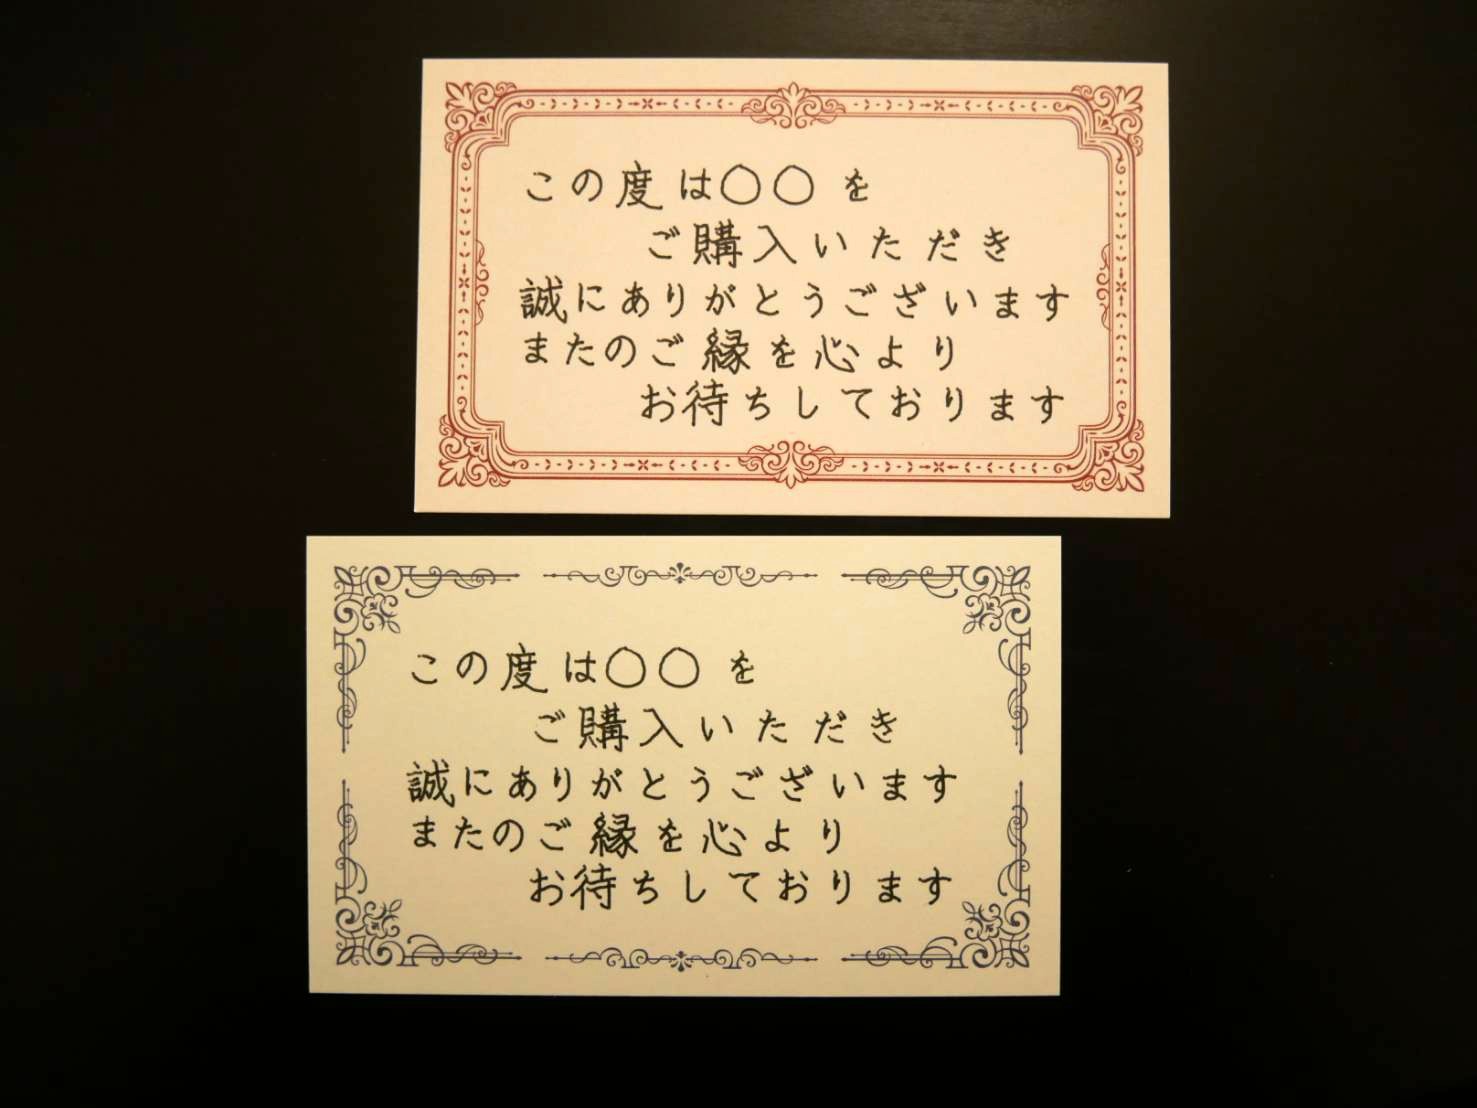 この度は〇〇を
ご購入いただき
誠にありがとうございます
またのご縁を心より
お待ちしております
この度は〇〇を
ご購入いただき
誠にありがとうございます
またのご縁を心より
お待ちしております